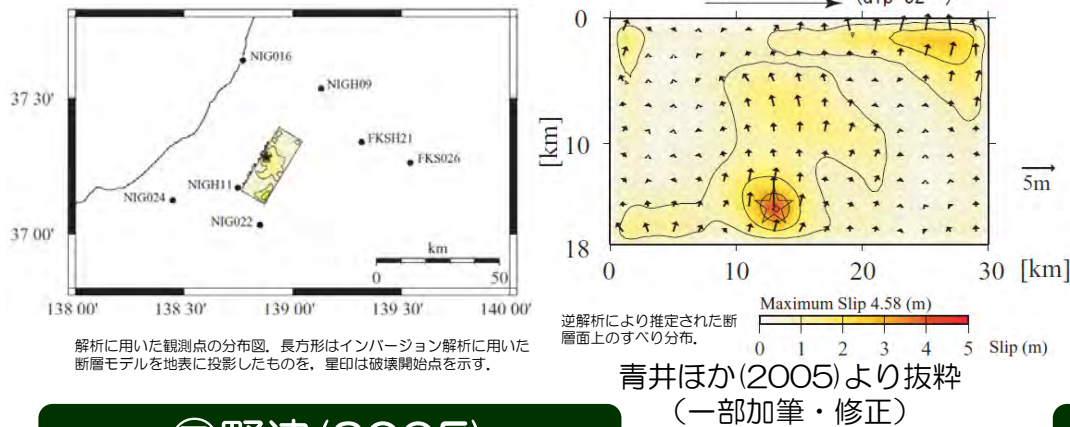 NIG016
NIGH09
37 30'
FKSH21
FKS026
NIGH11
NIG024
NIG022
37 00'
km
0
50
138 00'
138 30'
139 00'
139 30'
140 00'
解析に用いた観測点の分布図．長方形はインバージョン解析に用いた
断層モデルを地表に投影したものを，星印は破壊開始点を示す．
0
10
18
[km]
0
10
20
30
[km]
5m
Maximum Slip 4.58 (m)
0
1
2
3
4
5
Slip (m)
逆解析により推定された断
層面上のすべり分布．
青井ほか(2005)より抜粋
（一部加筆・修正）